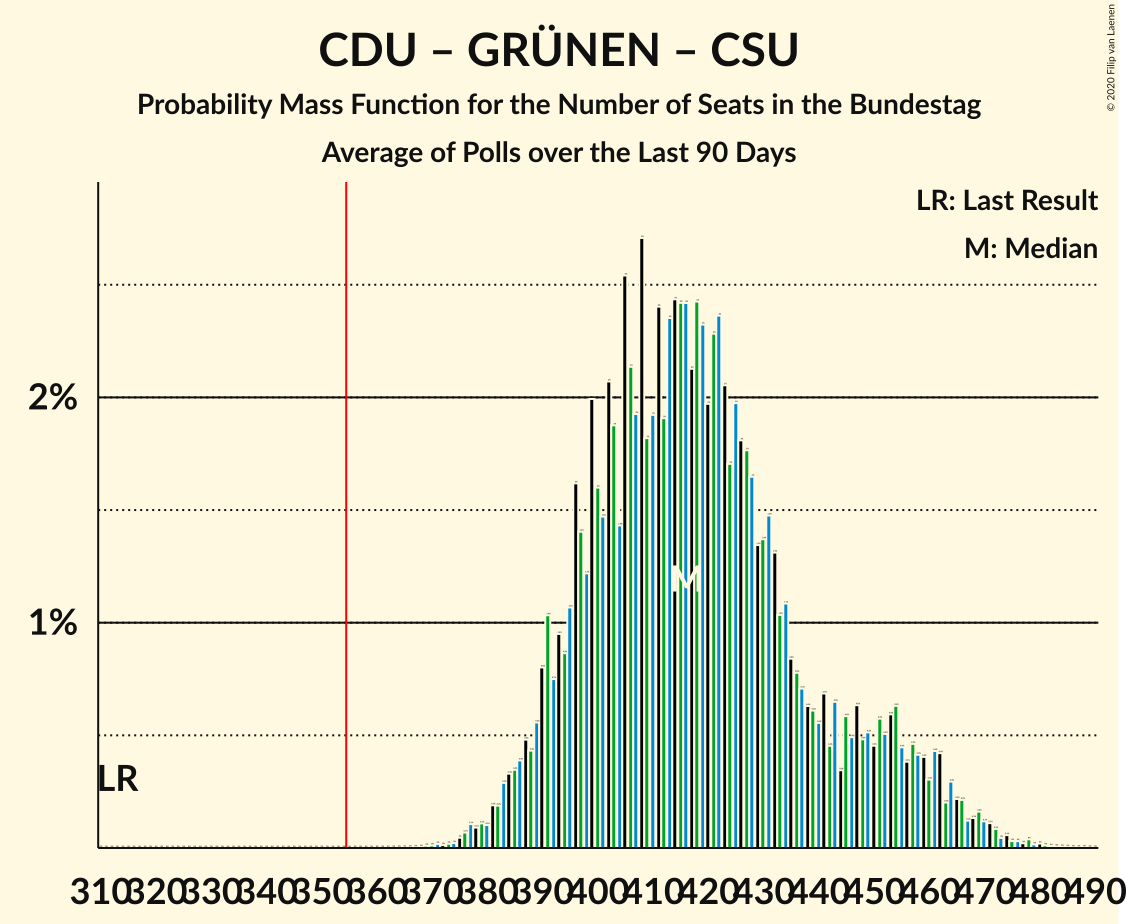 CDU – GRÜNEN – CSU
Probability Mass Function for the Number of Seats in the Bundestag
Average of Polls over the Last 90 Days
© 2020 Filip van Laenen
LR: Last Result
M: Median
2%
1%
M
LR
310 320 330 340 350 360 370 380 390 400 410 420 430 440 450 460 470 480 490